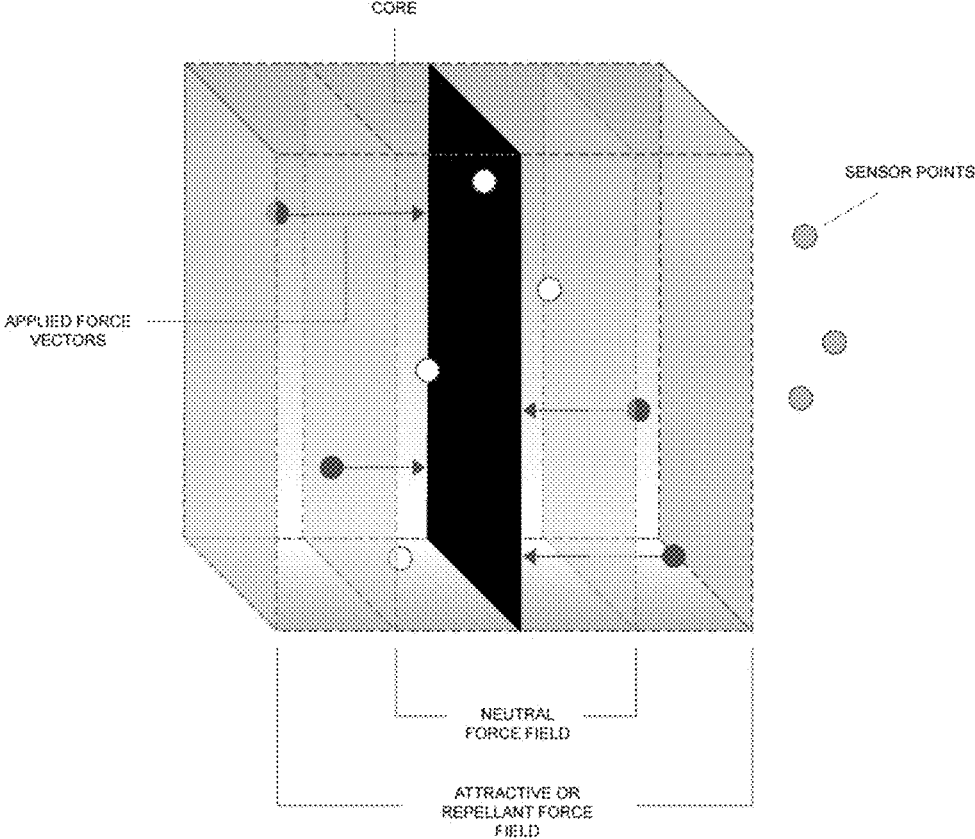 CORE
SENSOR POINTS
APPLIED FORCE
VECTORS
NEUTRAL
FORCE FIELD
ATTRACTIVE OR
REPELLANT FORCE
FIELD